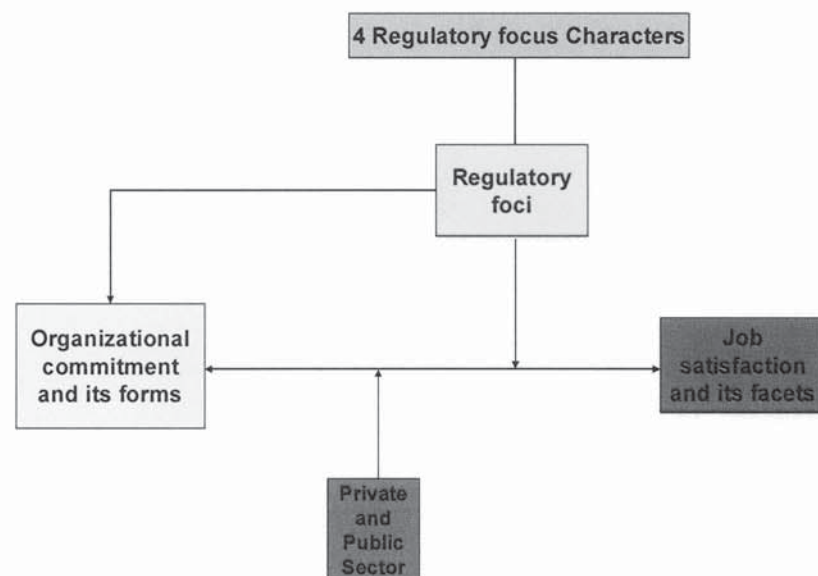 4 Regulatory focus Characters
Regulatory
foci
Organizational
commitment
and its forms
Job
satisfaction
and its facets
Private
and
Public
Sector